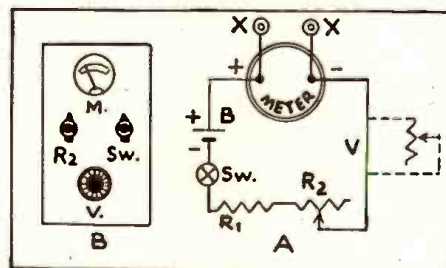 X X
+ METER -
M.
+ B
-
V
R2 Sw.
Sw.
R1 R2
V.
B A